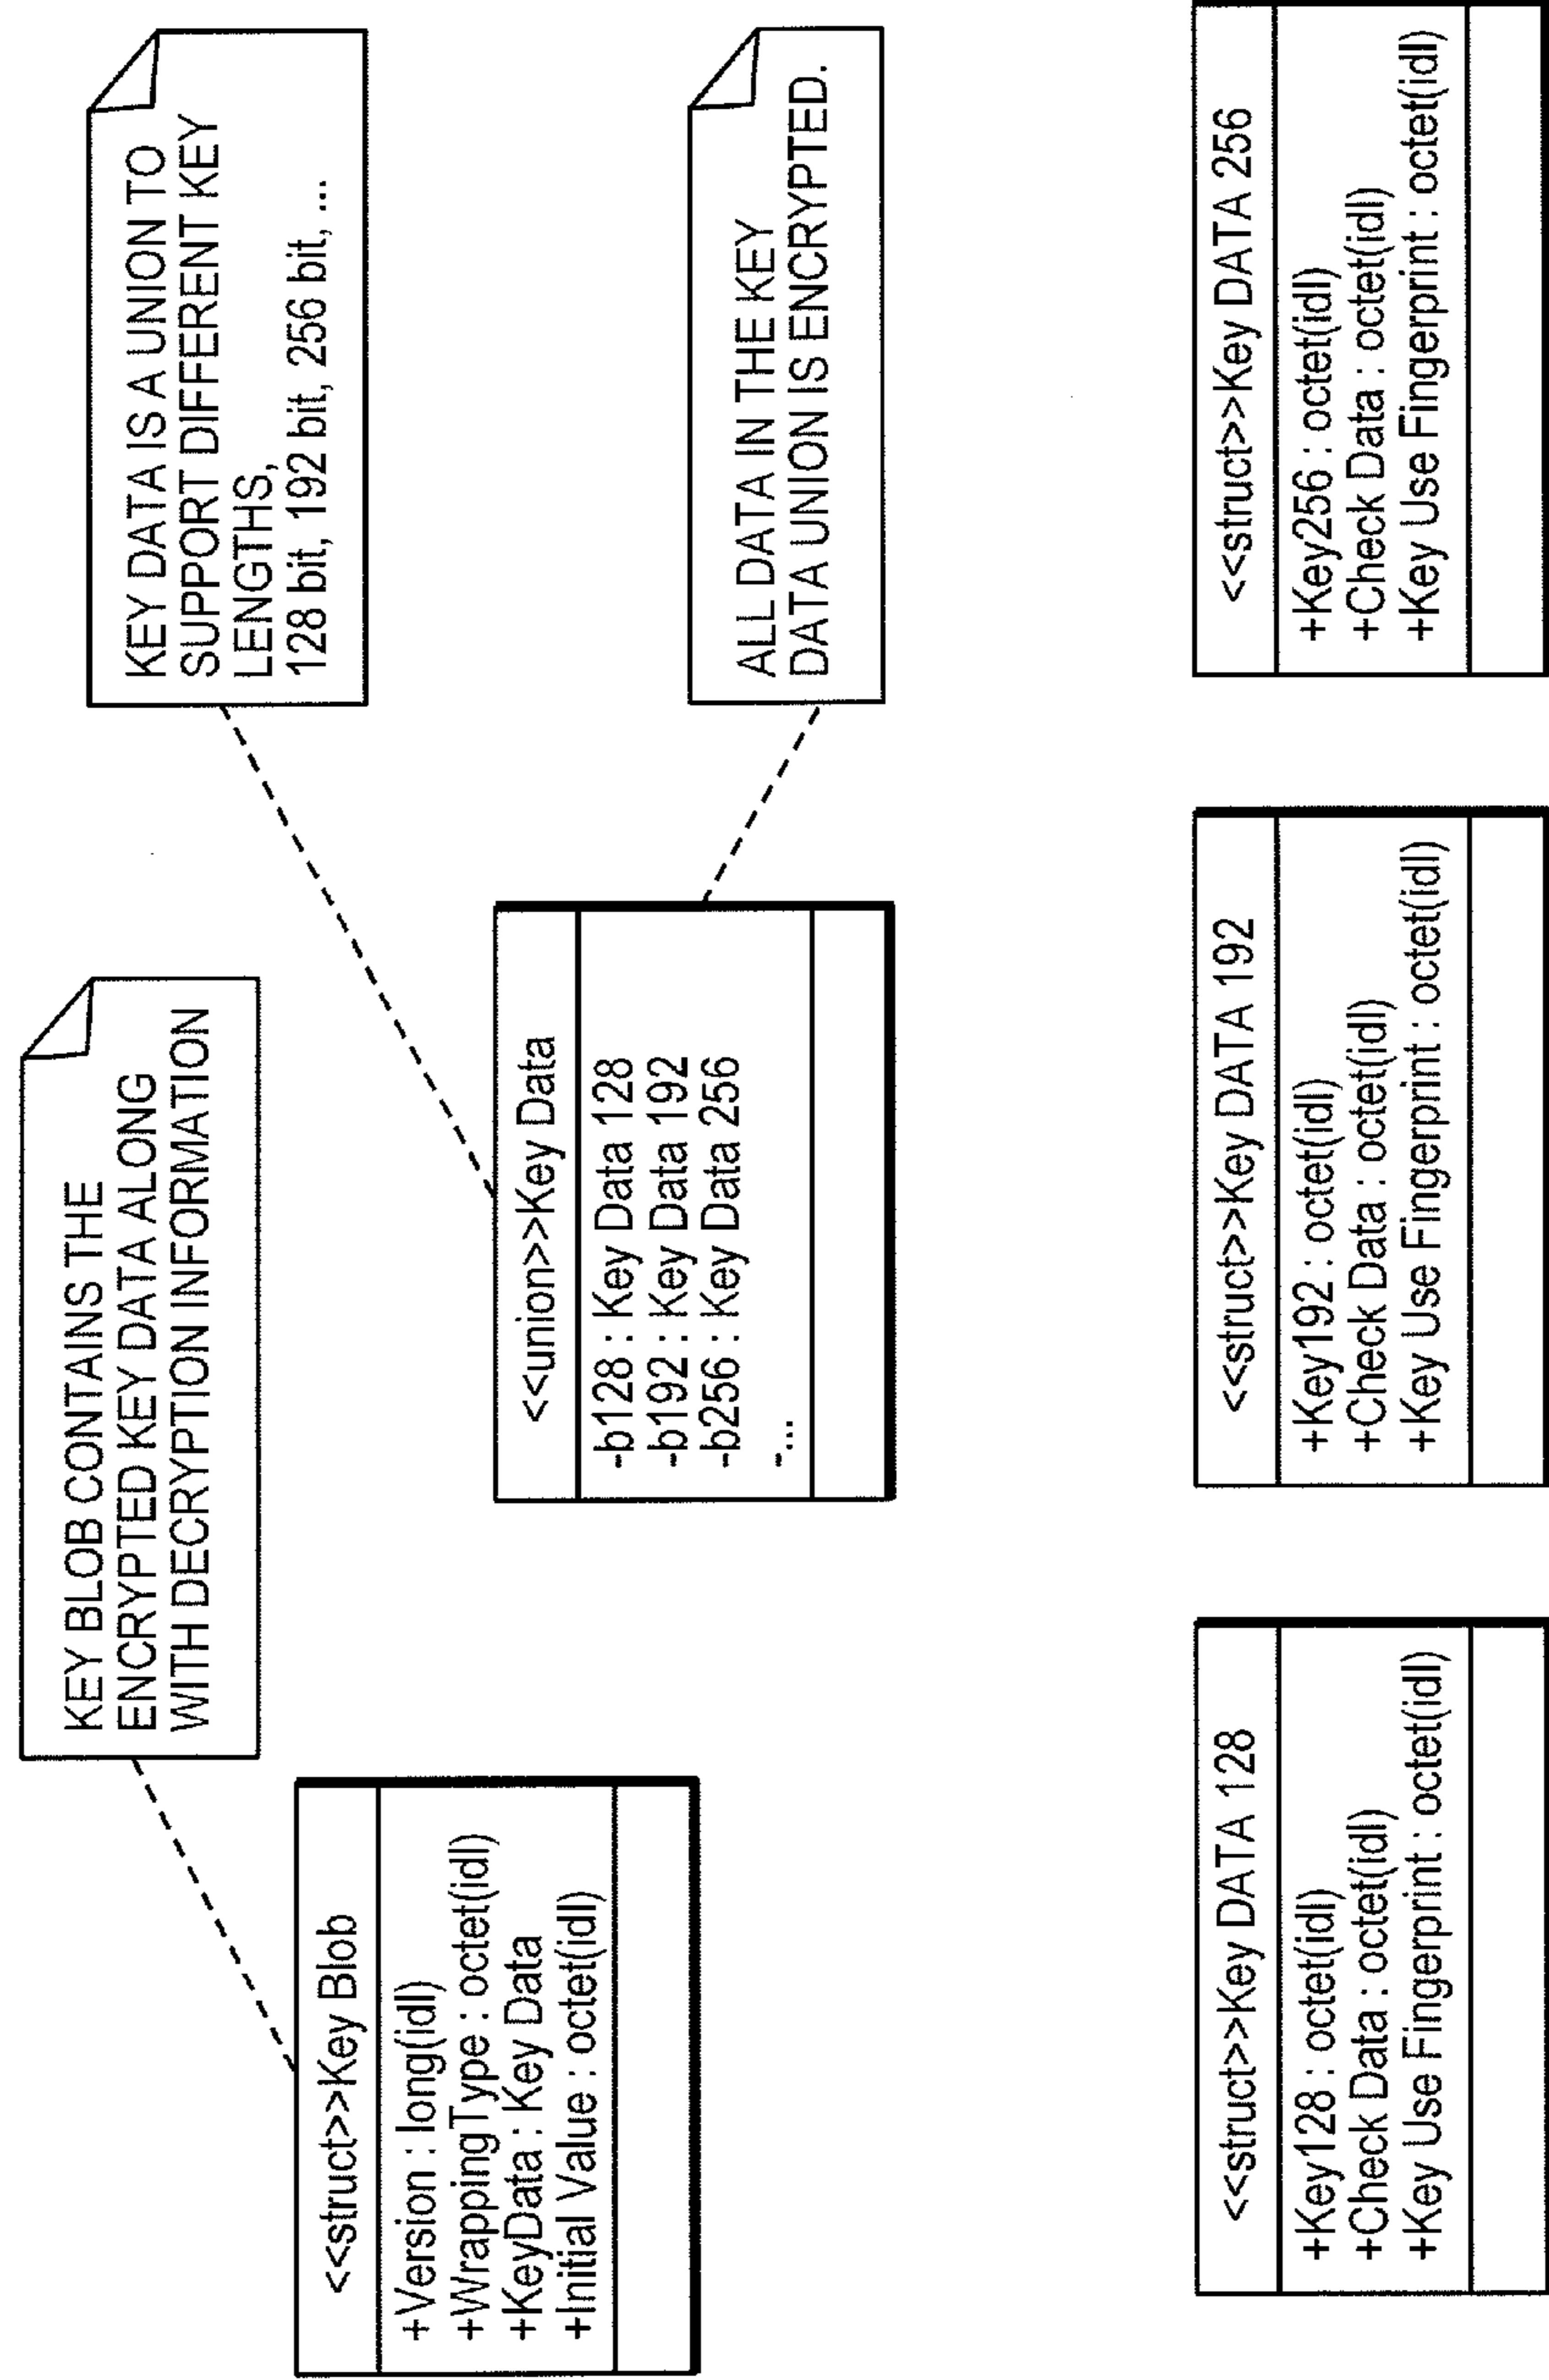 KEY BLOB CONTAINS THE
ENCRYPTED KEY DATA ALONG
WITH DECRYPTION INFORMATION
KEY DATA IS A UNION TO
SUPPORT DIFFERENT KEY
LENGTHS,
128 bit, 192 bit, 256 bit, ...
<<struct>>Key Blob
+Version : long(idl)
+WrappingType : octet(idl)
+KeyData : Key Data
+Initial Value : octet(idl)
<<union>>Key Data
-b128 : Key Data 128
-b192 : Key Data 192
-b256 : Key Data 256
-...
ALL DATA IN THE KEY
DATA UNION IS ENCRYPTED.
<<struct>>Key DATA 128
+Key128 : octet(idl)
+Check Data : octet(idl)
+Key Use Fingerprint : octet(idl)
<<struct>>Key DATA 192
+Key192 : octet(idl)
+Check Data : octet(idl)
+Key Use Fingerprint : octet(idl)
<<struct>>Key DATA 256
+Key256 : octet(idl)
+Check Data : octet(idl)
+Key Use Fingerprint : octet(idl)